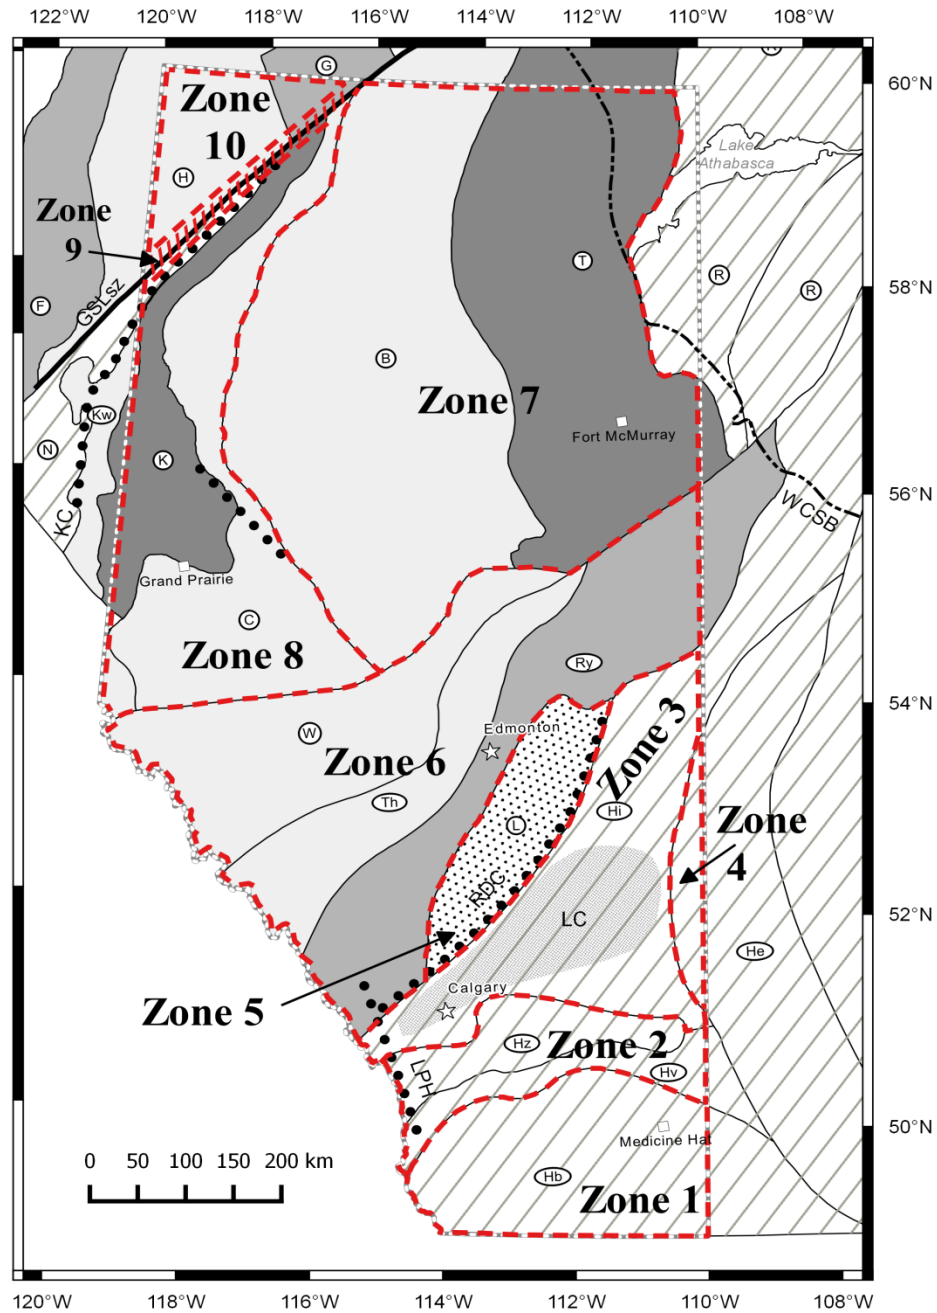 122°W 120°W 118°W 116°W 114°W 112°W 110°W 108°W
G
60°N
Zone
10
Lake
Athabasca
H
Zone
9
T
R
R
58°N
F
GSLsz
B
Zone 7
Kw
Fort McMurray
N
K
56°N
WCSB
KC
Grand Prairie
C
Zone 8
Ry
54°N
W
Edmonton
Zone 3
Zone 6
Th
Hi
Zone
4
L
RDC
LC
52°N
He
Calgary
Zone 5
Hz
Zone 2
Hv
LPH
50°N
Medicine Hat
0 50 100 150 200 km
Hb
Zone 1
120°W 118°W 116°W 114°W 112°W 110°W 108°W